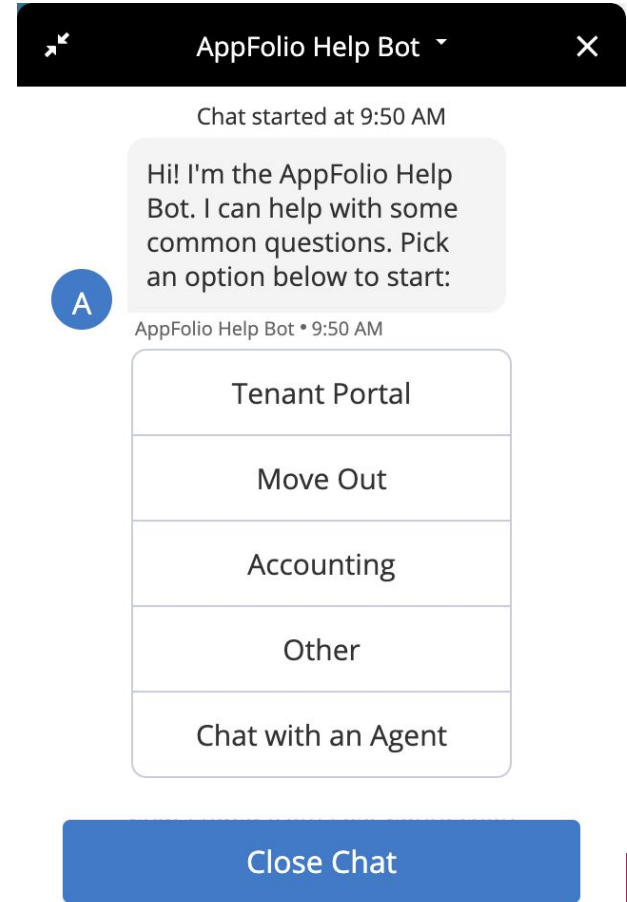 AppFolio Help Bot
Chat started at 9:50 AM
Hi! I'm the AppFolio Help
Bot. I can help with some
common questions. Pick
an option below to start:
A
AppFolio Help Bot • 9:50 AM
Tenant Portal
Move Out
Accounting
Other
Chat with an Agent
Close Chat